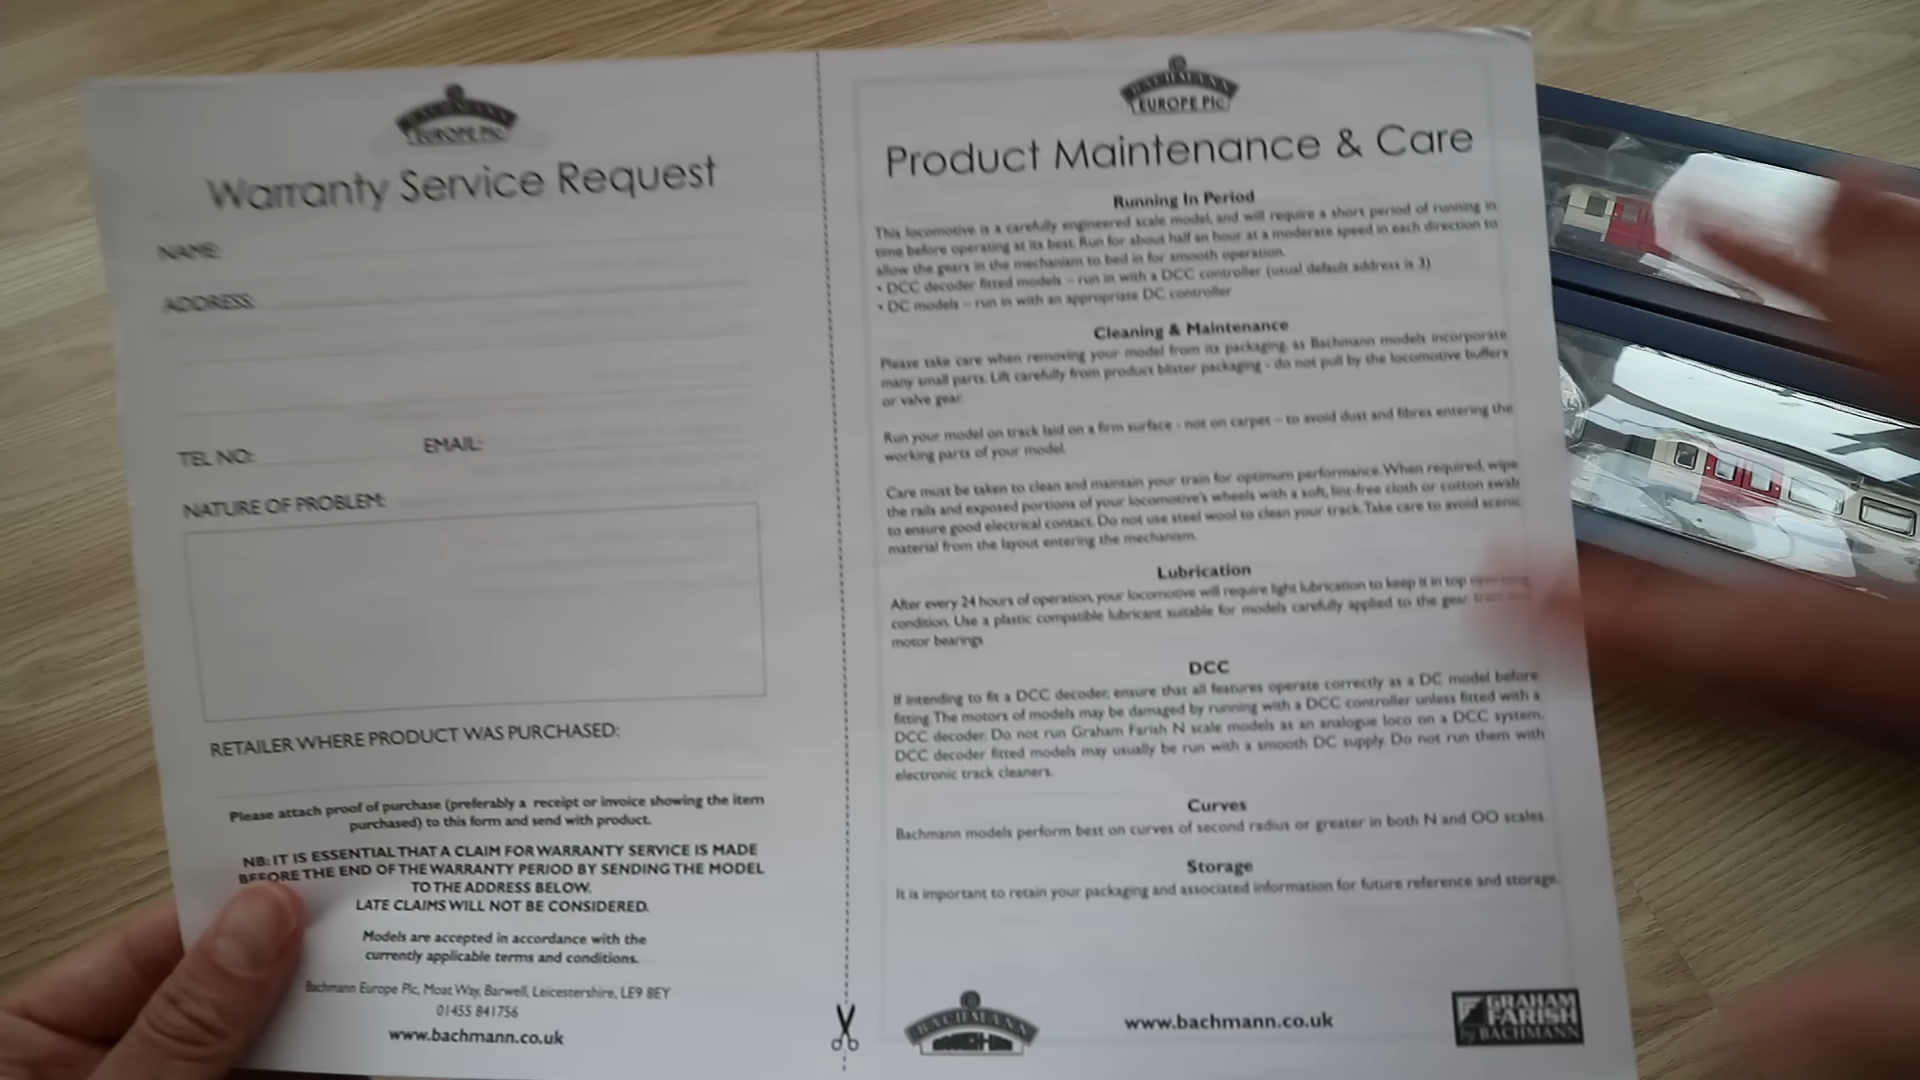 BACHMANN
EUROPE Plc
Warranty Service Request
NAME:
ADDRESS:
TEL NO: EMAIL:
NATURE OF PROBLEM:
RETAILER WHERE PRODUCT WAS PURCHASED:
Please attach proof of purchase (preferably a receipt or invoice showing the item
purchased) to this form and send with product.
NB: IT IS ESSENTIAL THAT A CLAIM FOR WARRANTY SERVICE IS MADE
BEFORE THE END OF THE WARRANTY PERIOD BY SENDING THE MODEL
TO THE ADDRESS BELOW.
LATE CLAIMS WILL NOT BE CONSIDERED.
Models are accepted in accordance with the
currently applicable terms and conditions.
Bachmann Europe Plc, Moat Way, Barwell, Leicestershire, LE9 8EY
01455 841756
www.bachmann.co.uk
BACHMANN
EUROPE Plc
Product Maintenance & Care
Running In Period
This locomotive is a carefully engineered scale model, and will require a short period of running in
time before operating at its best. Run for about half an hour at a moderate speed in each direction to
allow the gears in the mechanism to bed in for smooth operation.
• DCC decoder fitted models – run in with a DCC controller (usual default address is 3)
• DC models – run in with an appropriate DC controller
Cleaning & Maintenance
Please take care when removing your model from its packaging, as Bachmann models incorporate
many small parts. Lift carefully from product blister packaging - do not pull by the locomotive buffers
or valve gear.
Run your model on track laid on a firm surface - not on carpet – to avoid dust and fibres entering the
working parts of your model.
Care must be taken to clean and maintain your train for optimum performance. When required, wipe
the rails and exposed portions of your locomotive's wheels with a soft, lint-free cloth or cotton swab
to ensure good electrical contact. Do not use steel wool to clean your track. Take care to avoid scenic
material from the layout entering the mechanism.
Lubrication
After every 24 hours of operation, your locomotive will require light lubrication to keep it in top
condition. Use a plastic compatible lubricant suitable for models carefully applied to the gear
motor bearings
DCC
If intending to fit a DCC decoder, ensure that all features operate correctly as a DC model before
fitting. The motors of models may be damaged by running with a DCC controller unless fitted with a
DCC decoder. Do not run Graham Farish N scale models as an analogue loco on a DCC system.
DCC decoder fitted models may usually be run with a smooth DC supply. Do not run them with
electronic track cleaners.
Curves
Bachmann models perform best on curves of second radius or greater in both N and OO scales.
Storage
It is important to retain your packaging and associated information for future reference and storage.
BACHMANN
www.bachmann.co.uk
GRAHAM
FARISH
by BACHMANN